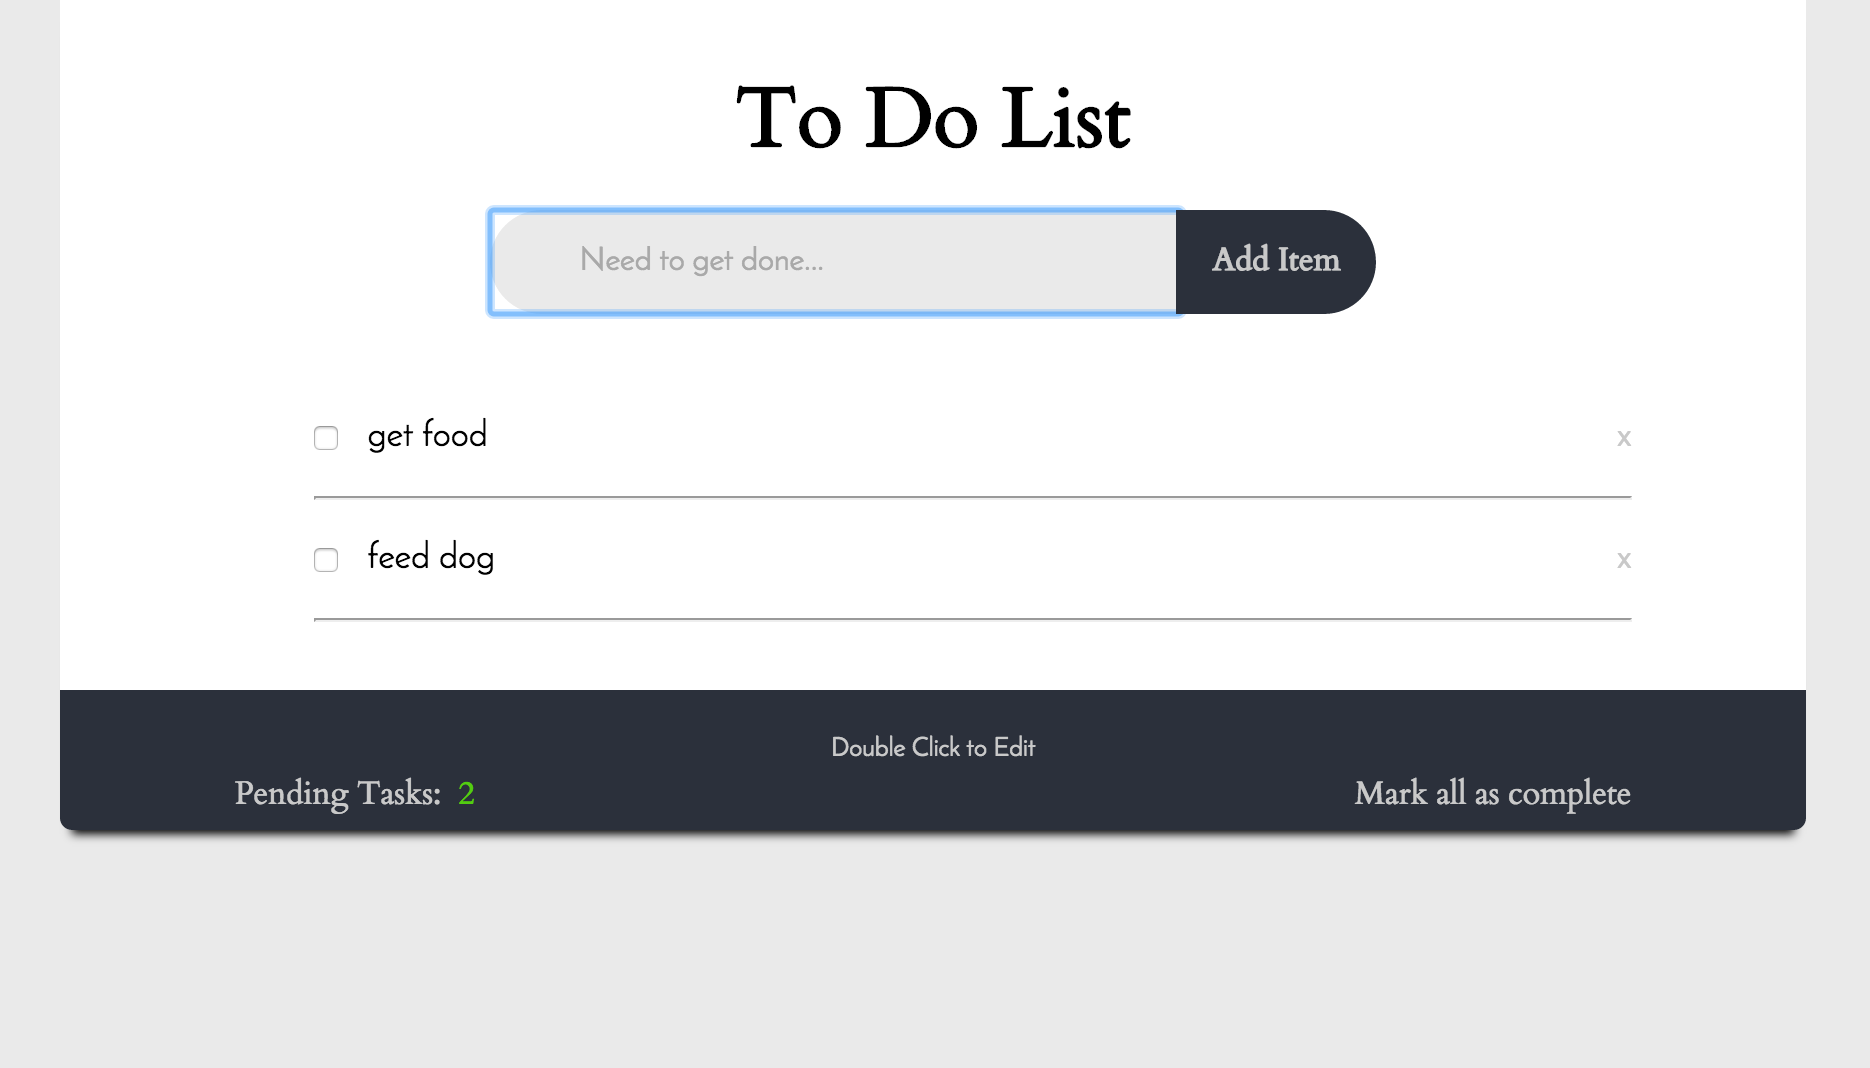 To Do List
Need to get done...
Add Item
get food
x
feed dog
x
Double Click to Edit
Pending Tasks: 2
Mark all as complete